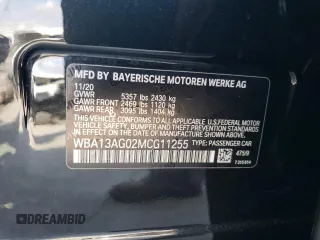 MFD BY BAYERISCHE MOTOREN WERKE AG
11/20
GVWR 5357 lbs 2430 kg
GAWR FRONT 2469 lbs 1120 kg
GAWR REAR 3095 lbs 1404 kg
THIS VEHICLE CONFORMS TO ALL APPLICABLE FEDERAL MOTOR VEHICLE SAFETY, BUMPER, AND THEFT PREVENTION STANDARDS IN EFFECT ON THE DATE OF MANUFACTURE SHOWN ABOVE.
WBA13AG02MCG11255
TYPE: PASSENGER CAR
475/9
DREAMBID